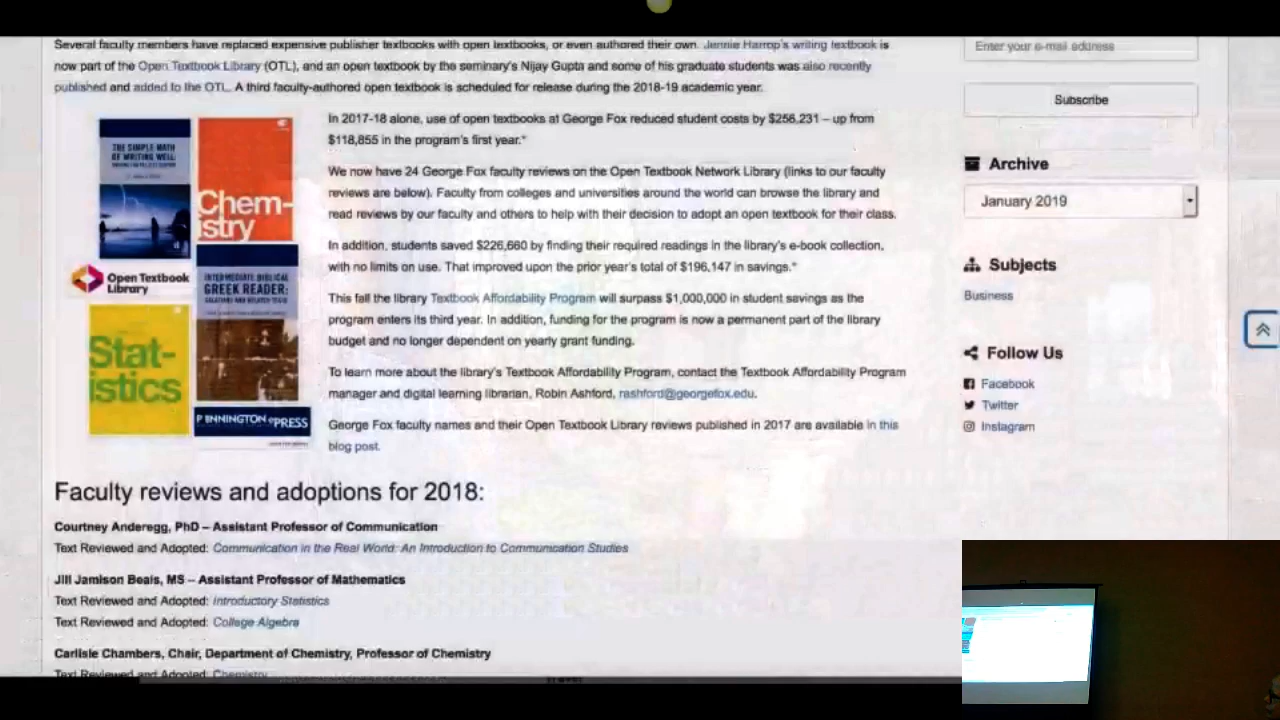 Several faculty members have replaced expensive publisher textbooks with open textbooks, or even authored their own. Jennie Harrop's writing textbook is
now part of the Open Textbook Library (OTL), and an open textbook by the seminary's Nijay Gupta and some of his graduate students was also recently
published and added to the OTL. A third faculty-authored open textbook is scheduled for release during the 2018-19 academic year.
THE SIMPLE MATH
OF WRITING WELL:
Chem-
istry
Open Textbook
Library
INTERMEDIATE BIBLICAL
GREEK READER:
GALATIANS AND RELATED TEXTS
Stat-
istics
PENNINGTON ePRESS
In 2017-18 alone, use of open textbooks at George Fox reduced student costs by $256,231 – up from
$118,855 in the program's first year.*
We now have 24 George Fox faculty reviews on the Open Textbook Network Library (links to our faculty
reviews are below). Faculty from colleges and universities around the world can browse the library and
read reviews by our faculty and others to help with their decision to adopt an open textbook for their class.
In addition, students saved $226,660 by finding their required readings in the library's e-book collection,
with no limits on use. That improved upon the prior year's total of $196,147 in savings.*
This fall the library Textbook Affordability Program will surpass $1,000,000 in student savings as the
program enters its third year. In addition, funding for the program is now a permanent part of the library
budget and no longer dependent on yearly grant funding.
To learn more about the library's Textbook Affordability Program, contact the Textbook Affordability Program
manager and digital learning librarian, Robin Ashford, rashford@georgefox.edu.
George Fox faculty names and their Open Textbook Library reviews published in 2017 are available in this
blog post.
Faculty reviews and adoptions for 2018:
Courtney Anderegg, PhD – Assistant Professor of Communication
Text Reviewed and Adopted: Communication in the Real World: An Introduction to Communication Studies
Jill Jamison Beals, MS – Assistant Professor of Mathematics
Text Reviewed and Adopted: Introductory Statistics
Text Reviewed and Adopted: College Algebra
Carlisle Chambers, Chair, Department of Chemistry, Professor of Chemistry
Text Reviewed and Adopted: Chemistry
Enter your e-mail address
Subscribe
Archive
January 2019
Subjects
Business
Follow Us
Facebook
Twitter
Instagram